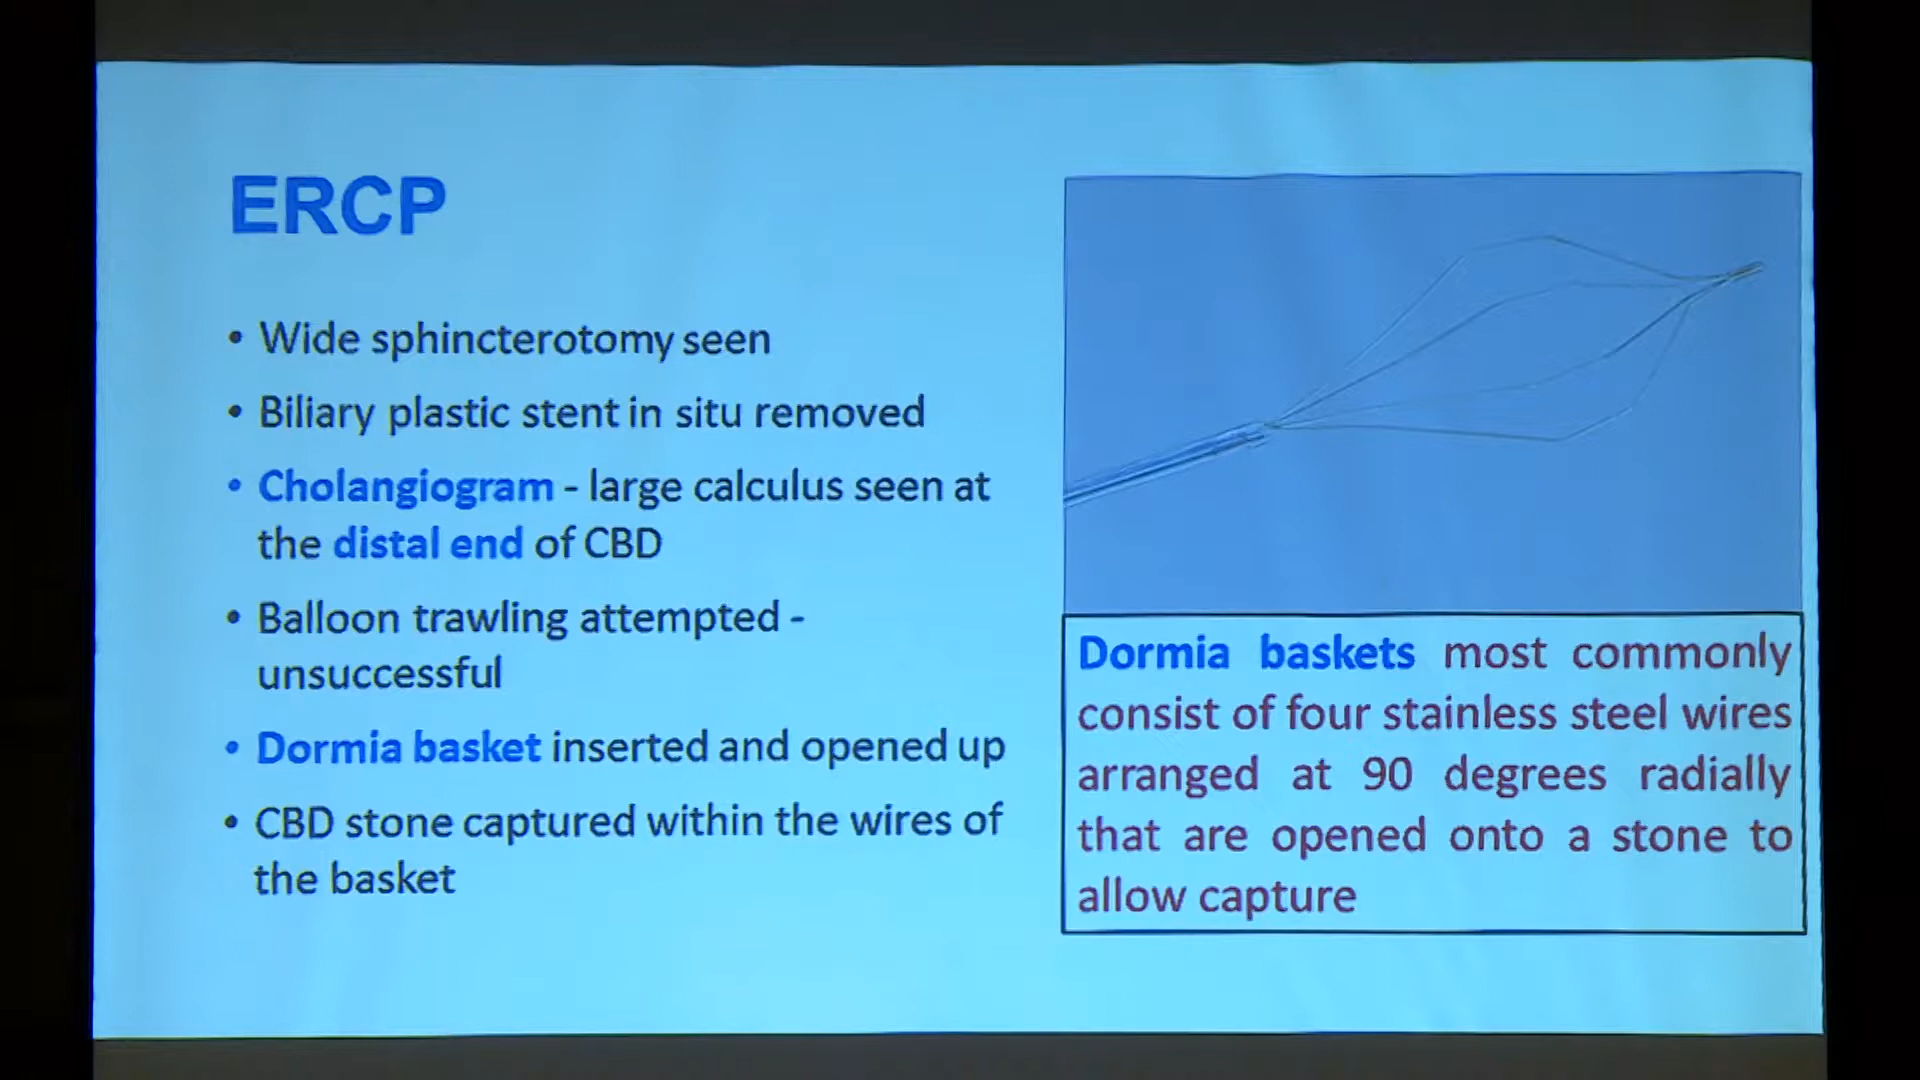 ERCP
• Wide sphincterotomy seen
• Biliary plastic stent in situ removed
• Cholangiogram - large calculus seen at
the distal end of CBD
• Balloon trawling attempted -
unsuccessful
• Dormia basket inserted and opened up
• CBD stone captured within the wires of
the basket
Dormia baskets most commonly
consist of four stainless steel wires
arranged at 90 degrees radially
that are opened onto a stone to
allow capture